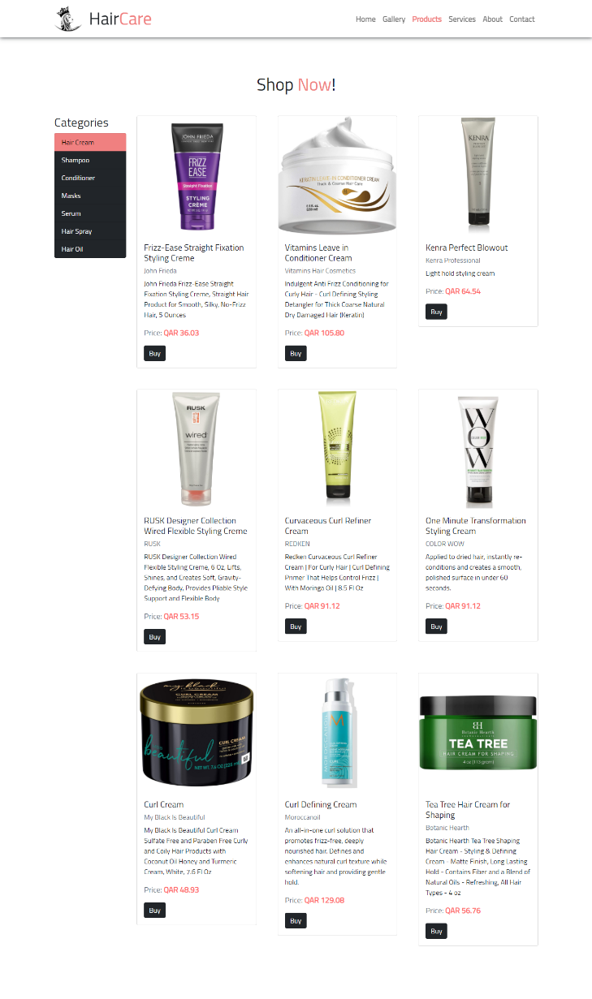 HairCare
Home Gallery Products Services About Contact
Shop Now!
Categories
Hair Cream
Shampoo
Conditioner
Masks
Serum
Hair Spray
Hair Oil
JOHN FRIEDA
FRIZZ
EASE
Straight Fixation
STYLING
CRÈME
Frizz-Ease Straight Fixation
Styling Creme
John Frieda
John Frieda Frizz-Ease Straight
Fixation Styling Creme, Straight Hair
Product for Smooth, Silky, No-Frizz
Hair, 5 Ounces
Price: QAR 36.03
Buy
KERATIN LEAVE-IN CONDITIONER CREAM
Thick & Coarse Hair Care
Vitamins Leave in
Conditioner Cream
Vitamins Hair Cosmetics
Indulgent Anti Frizz Conditioning for
Curly Hair - Curl Defining Styling
Detangler for Thick Coarse Natural
Dry Damaged Hair (Keratin)
Price: QAR 105.80
Buy
KENRA
Kenra Perfect Blowout
Kenra Professional
Light hold styling cream
Price: QAR 64.54
Buy
RUSK
wired
RUSK Designer Collection
Wired Flexible Styling Creme
RUSK
RUSK Designer Collection Wired
Flexible Styling Creme, 6 Oz, Lifts,
Shines, and Creates Soft, Gravity-
Defying Body, Provides Pliable Style
Support and Flexible Body
Price: QAR 53.15
Buy
Curvaceous Curl Refiner
Cream
REDKEN
Redken Curvaceous Curl Refiner
Cream | For Curly Hair | Curl Defining
Primer That Helps Control Frizz |
With Moringa Oil | 8.5 Fl Oz
Price: QAR 91.12
Buy
W
O
W
One Minute Transformation
Styling Cream
COLOR WOW
Applied to dried hair, instantly re-
conditions and creates a smooth,
polished surface in under 60
seconds.
Price: QAR 91.12
Buy
my black
is beautiful
CURL CREAM
beautiful
CURL CREAM
NET WT. 7.6 OZ (225 ml)
Curl Cream
My Black Is Beautiful
My Black Is Beautiful Curl Cream
Sulfate Free and Paraben Free Curly
and Coily Hair Products with
Coconut Oil Honey and Turmeric
Cream, White, 7.6 Fl Oz
Price: QAR 48.93
Buy
M
MOROCCANOIL
Curl Defining Cream
Moroccanoil
An all-in-one curl solution that
promotes frizz-free, deeply
nourished hair. Defines and
enhances natural curl texture while
softening hair and providing gentle
hold.
Price: QAR 129.08
Buy
BH
Botanic Hearth
TEA TREE
HAIR CREAM FOR SHAPING
4 oz (113 gram)
Tea Tree Hair Cream for
Shaping
Botanic Hearth
Botanic Hearth Tea Tree Shaping
Hair Cream - Styling & Defining
Cream - Matte Finish, Long Lasting
Hold - Contains Fiber and a Blend of
Natural Oils - Refreshing, All Hair
Types - 4 oz
Price: QAR 56.76
Buy